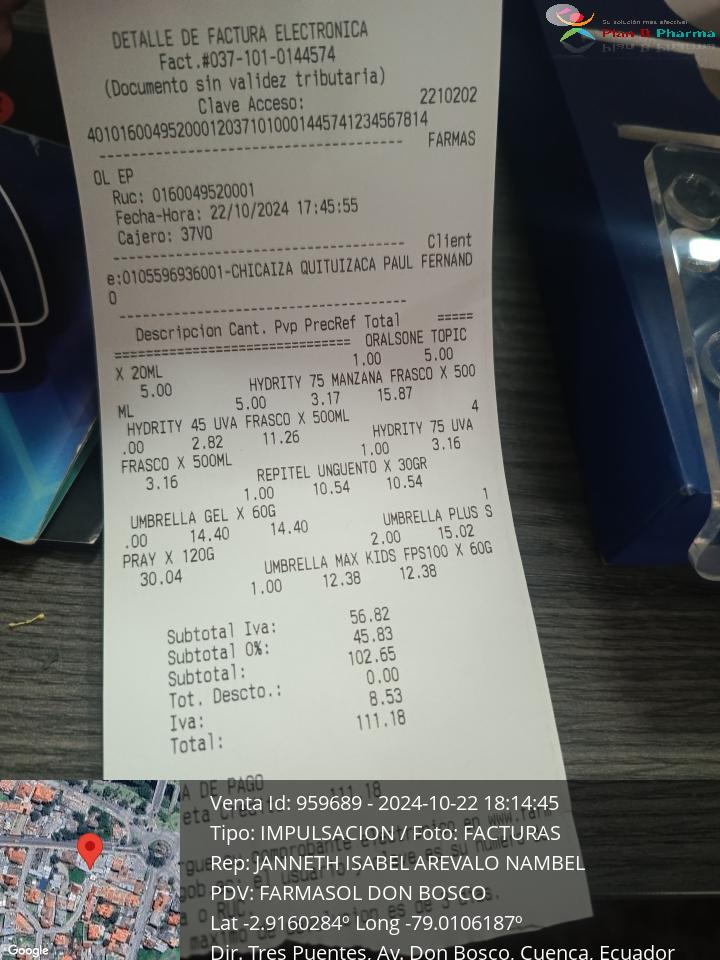 Su solución más efectiva!
Plan B Pharma
DETALLE DE FACTURA ELECTRONICA
Fact.#037-101-0144574
(Documento sin validez tributaria)
Clave Acceso:
2210202
401016004952000120371010001445741234567814
----------------------------------
FARMAS
OL EP
Ruc: 0160049520001
Fecha-Hora: 22/10/2024 17:45:55
Cajero: 37V0
---------------------------------- Client
e:0105596936001-CHICAIZA QUITUIZACA PAUL FERNAND
O
----------------------------------
Descripcion Cant. Pvp PrecRef Total =====
============================= ORALSONE TOPIC
X 20ML 1.00 5.00
5.00 HYDRITY 75 MANZANA FRASCO X 500
ML 5.00 3.17 15.87
HYDRITY 45 UVA FRASCO X 500ML 4
.00 2.82 11.26 HYDRITY 75 UVA
FRASCO X 500ML 1.00 3.16
3.16 REPITEL UNGUENTO X 30GR
1.00 10.54 10.54
UMBRELLA GEL X 60G 1
.00 14.40 14.40 UMBRELLA PLUS S
PRAY X 120G 2.00 15.02
30.04 UMBRELLA MAX KIDS FPS100 X 60G
1.00 12.38 12.38
Subtotal Iva: 56.82
Subtotal 0%: 45.83
Subtotal: 102.65
Tot. Descto.: 0.00
Iva: 8.53
Total: 111.18
A DE PAGO
111.18
Venta Id: 959689 - 2024-10-22 18:14:45
Tipo: IMPULSACION / Foto: FACTURAS
Rep: JANNETH ISABEL AREVALO NAMBEL
PDV: FARMASOL DON BOSCO
Lat -2.9160284º Long -79.0106187º
Dir. Tres Puentes, Av. Don Bosco, Cuenca, Ecuador
Google